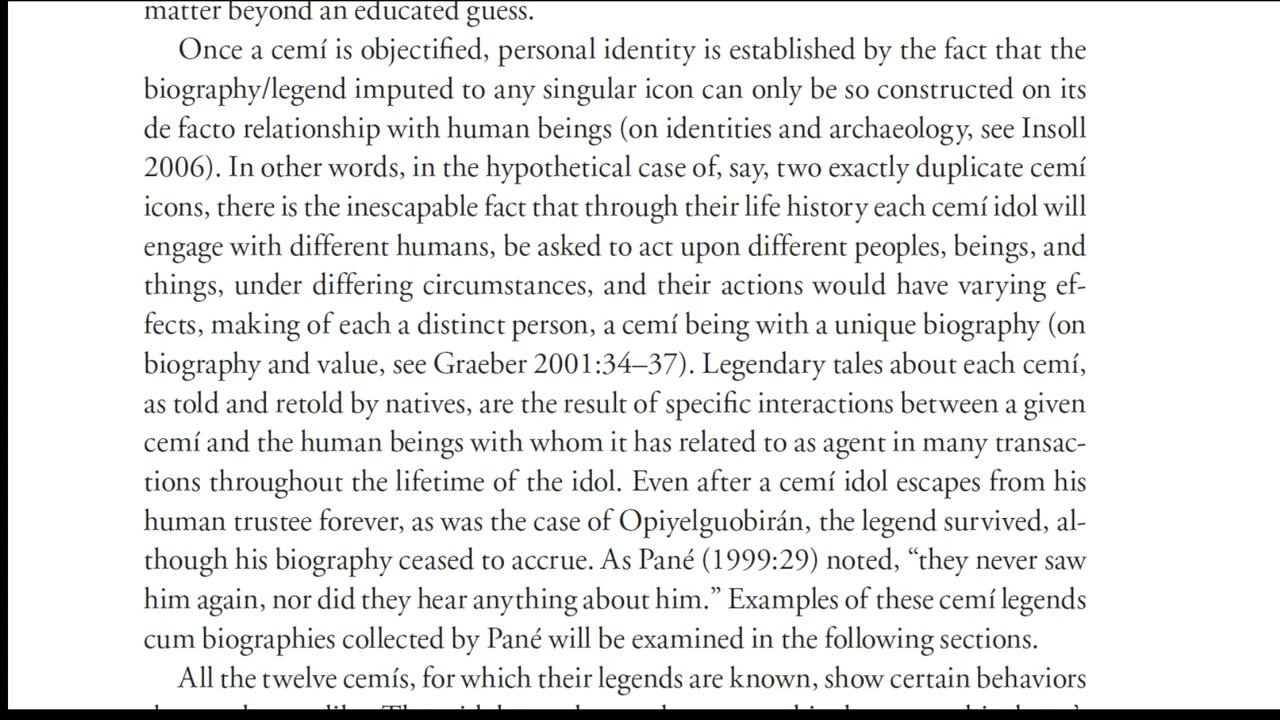 matter beyond an educated guess.
Once a cemí is objectified, personal identity is established by the fact that the
biography/legend imputed to any singular icon can only be so constructed on its
de facto relationship with human beings (on identities and archaeology, see Insoll
2006). In other words, in the hypothetical case of, say, two exactly duplicate cemí
icons, there is the inescapable fact that through their life history each cemí idol will
engage with different humans, be asked to act upon different peoples, beings, and
things, under differing circumstances, and their actions would have varying ef-
fects, making of each a distinct person, a cemí being with a unique biography (on
biography and value, see Graeber 2001:34–37). Legendary tales about each cemí,
as told and retold by natives, are the result of specific interactions between a given
cemí and the human beings with whom it has related to as agent in many transac-
tions throughout the lifetime of the idol. Even after a cemí idol escapes from his
human trustee forever, as was the case of Opiyelguobirán, the legend survived, al-
though his biography ceased to accrue. As Pané (1999:29) noted, “they never saw
him again, nor did they hear anything about him.” Examples of these cemí legends
cum biographies collected by Pané will be examined in the following sections.
All the twelve cemís, for which their legends are known, show certain behaviors